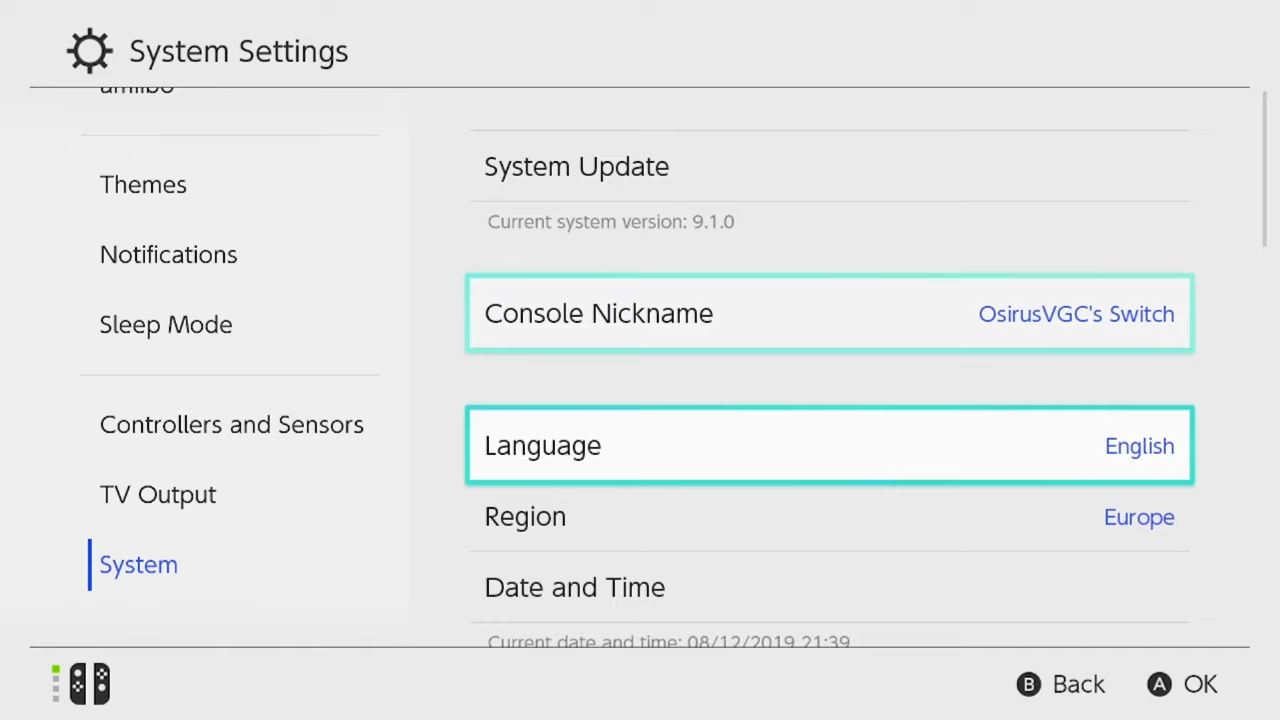 System Settings
amiibo
Themes
Notifications
Sleep Mode
Controllers and Sensors
TV Output
System
System Update
Current system version: 9.1.0
Console Nickname OsirusVGC's Switch
Language English
Region Europe
Date and Time
Current date and time: 08/12/2019 21:39
B Back A OK